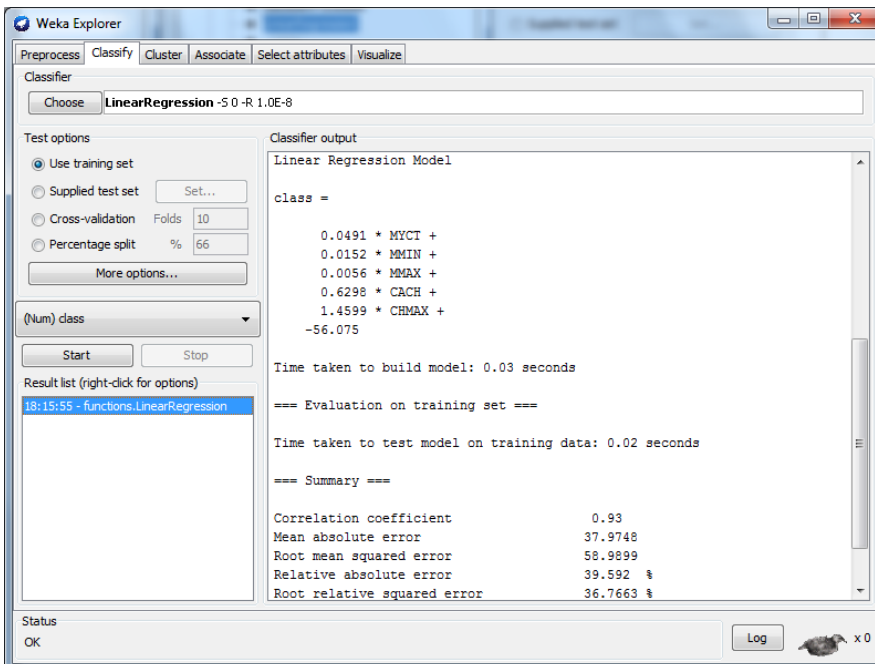 Weka Explorer
Preprocess Classify Cluster Associate Select attributes Visualize
Classifier
Choose LinearRegression -S 0 -R 1.0E-8
Test options
Use training set
Supplied test set Set...
Cross-validation Folds 10
Percentage split % 66
More options...
(Num) class
Start Stop
Result list (right-click for options)
18:15:55 - functions.LinearRegression
Classifier output
Linear Regression Model
class =
0.0491 * MYCT +
0.0152 * MMIN +
0.0056 * MMAX +
0.6298 * CACH +
1.4599 * CHMAX +
-56.075
Time taken to build model: 0.03 seconds
=== Evaluation on training set ===
Time taken to test model on training data: 0.02 seconds
=== Summary ===
Correlation coefficient 0.93
Mean absolute error 37.9748
Root mean squared error 58.9899
Relative absolute error 39.592 %
Root relative squared error 36.7663 %
Status
OK
Log x 0